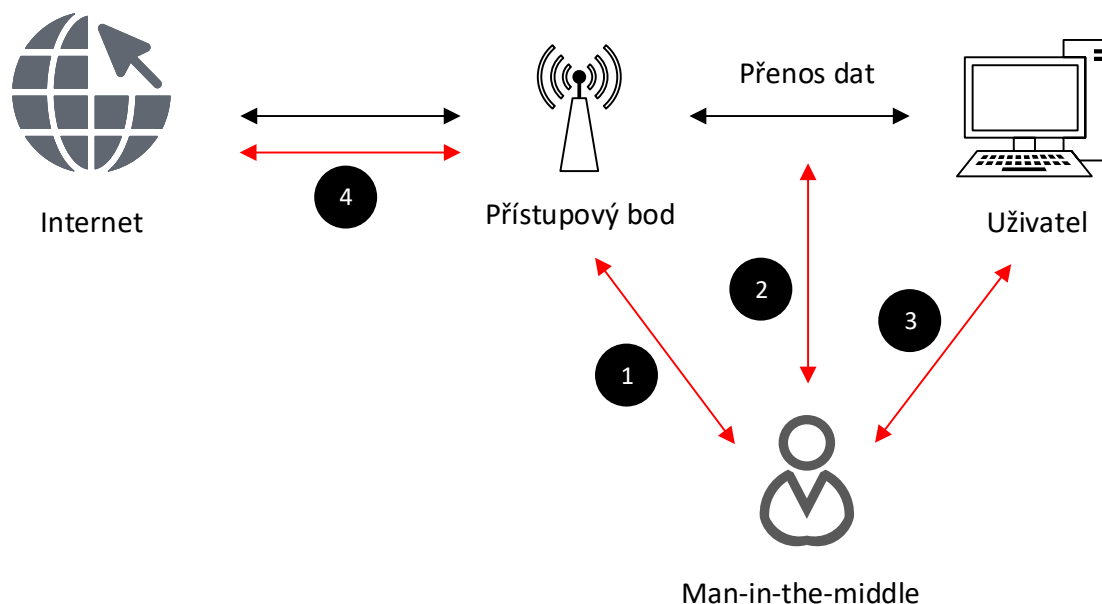 Přenos dat
4
Internet
Přístupový bod
Uživatel
2
3
1
Man-in-the-middle